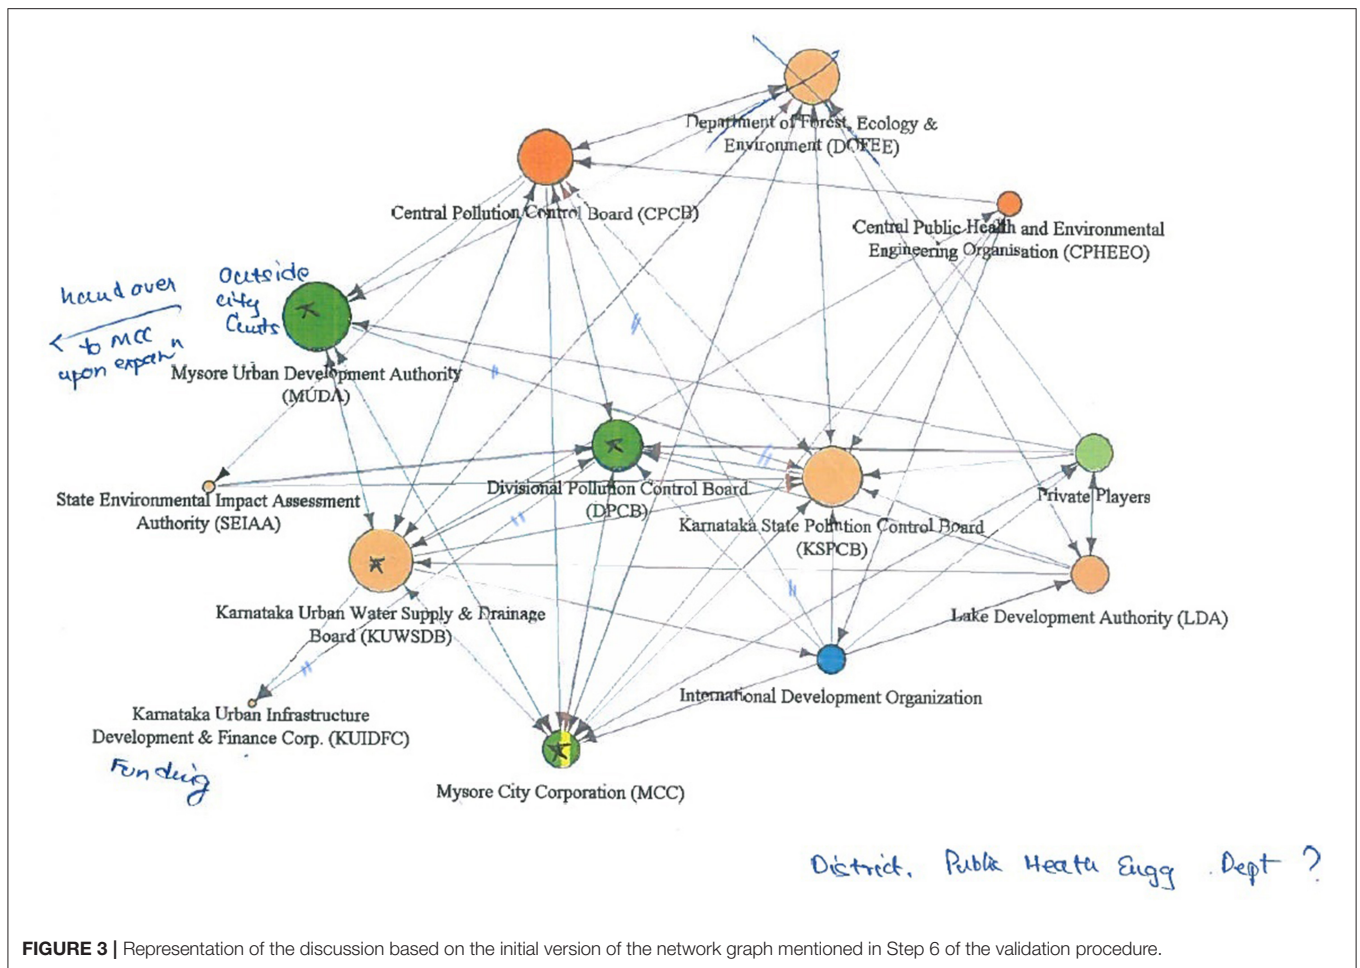 Department of Forest, Ecology &
Environment (DOFEE)
Central Pollution Control Board (CPCB)
Central Public Health and Environmental
Engineering Organisation (CPHEEO)
hand over
to MCC
upon
Outside
city
Mysore Urban Development Authority
(MUDA)
State Environmental Impact Assessment
Authority (SEIAA)
Divisional Pollution Control Board
(DPCB)
Karnataka State Pollution Control Board
(KSPCB)
Private Players
Karnataka Urban Water Supply & Drainage
Board (KUWSDB)
Lake Development Authority (LDA)
International Development Organization
Karnataka Urban Infrastructure
Development & Finance Corp. (KUIDFC)
Funding
Mysore City Corporation (MCC)
District. Public Heath Engg. Dept ?
FIGURE 3 | Representation of the discussion based on the initial version of the network graph mentioned in Step 6 of the validation procedure.